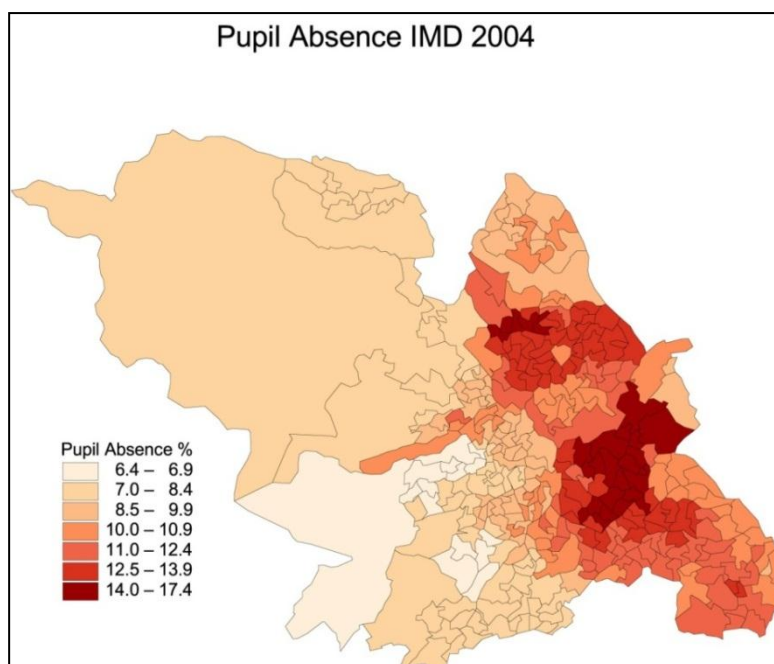 Pupil Absence IMD 2004
Pupil Absence %
6.4 – 6.9
7.0 – 8.4
8.5 – 9.9
10.0 – 10.9
11.0 – 12.4
12.5 – 13.9
14.0 – 17.4